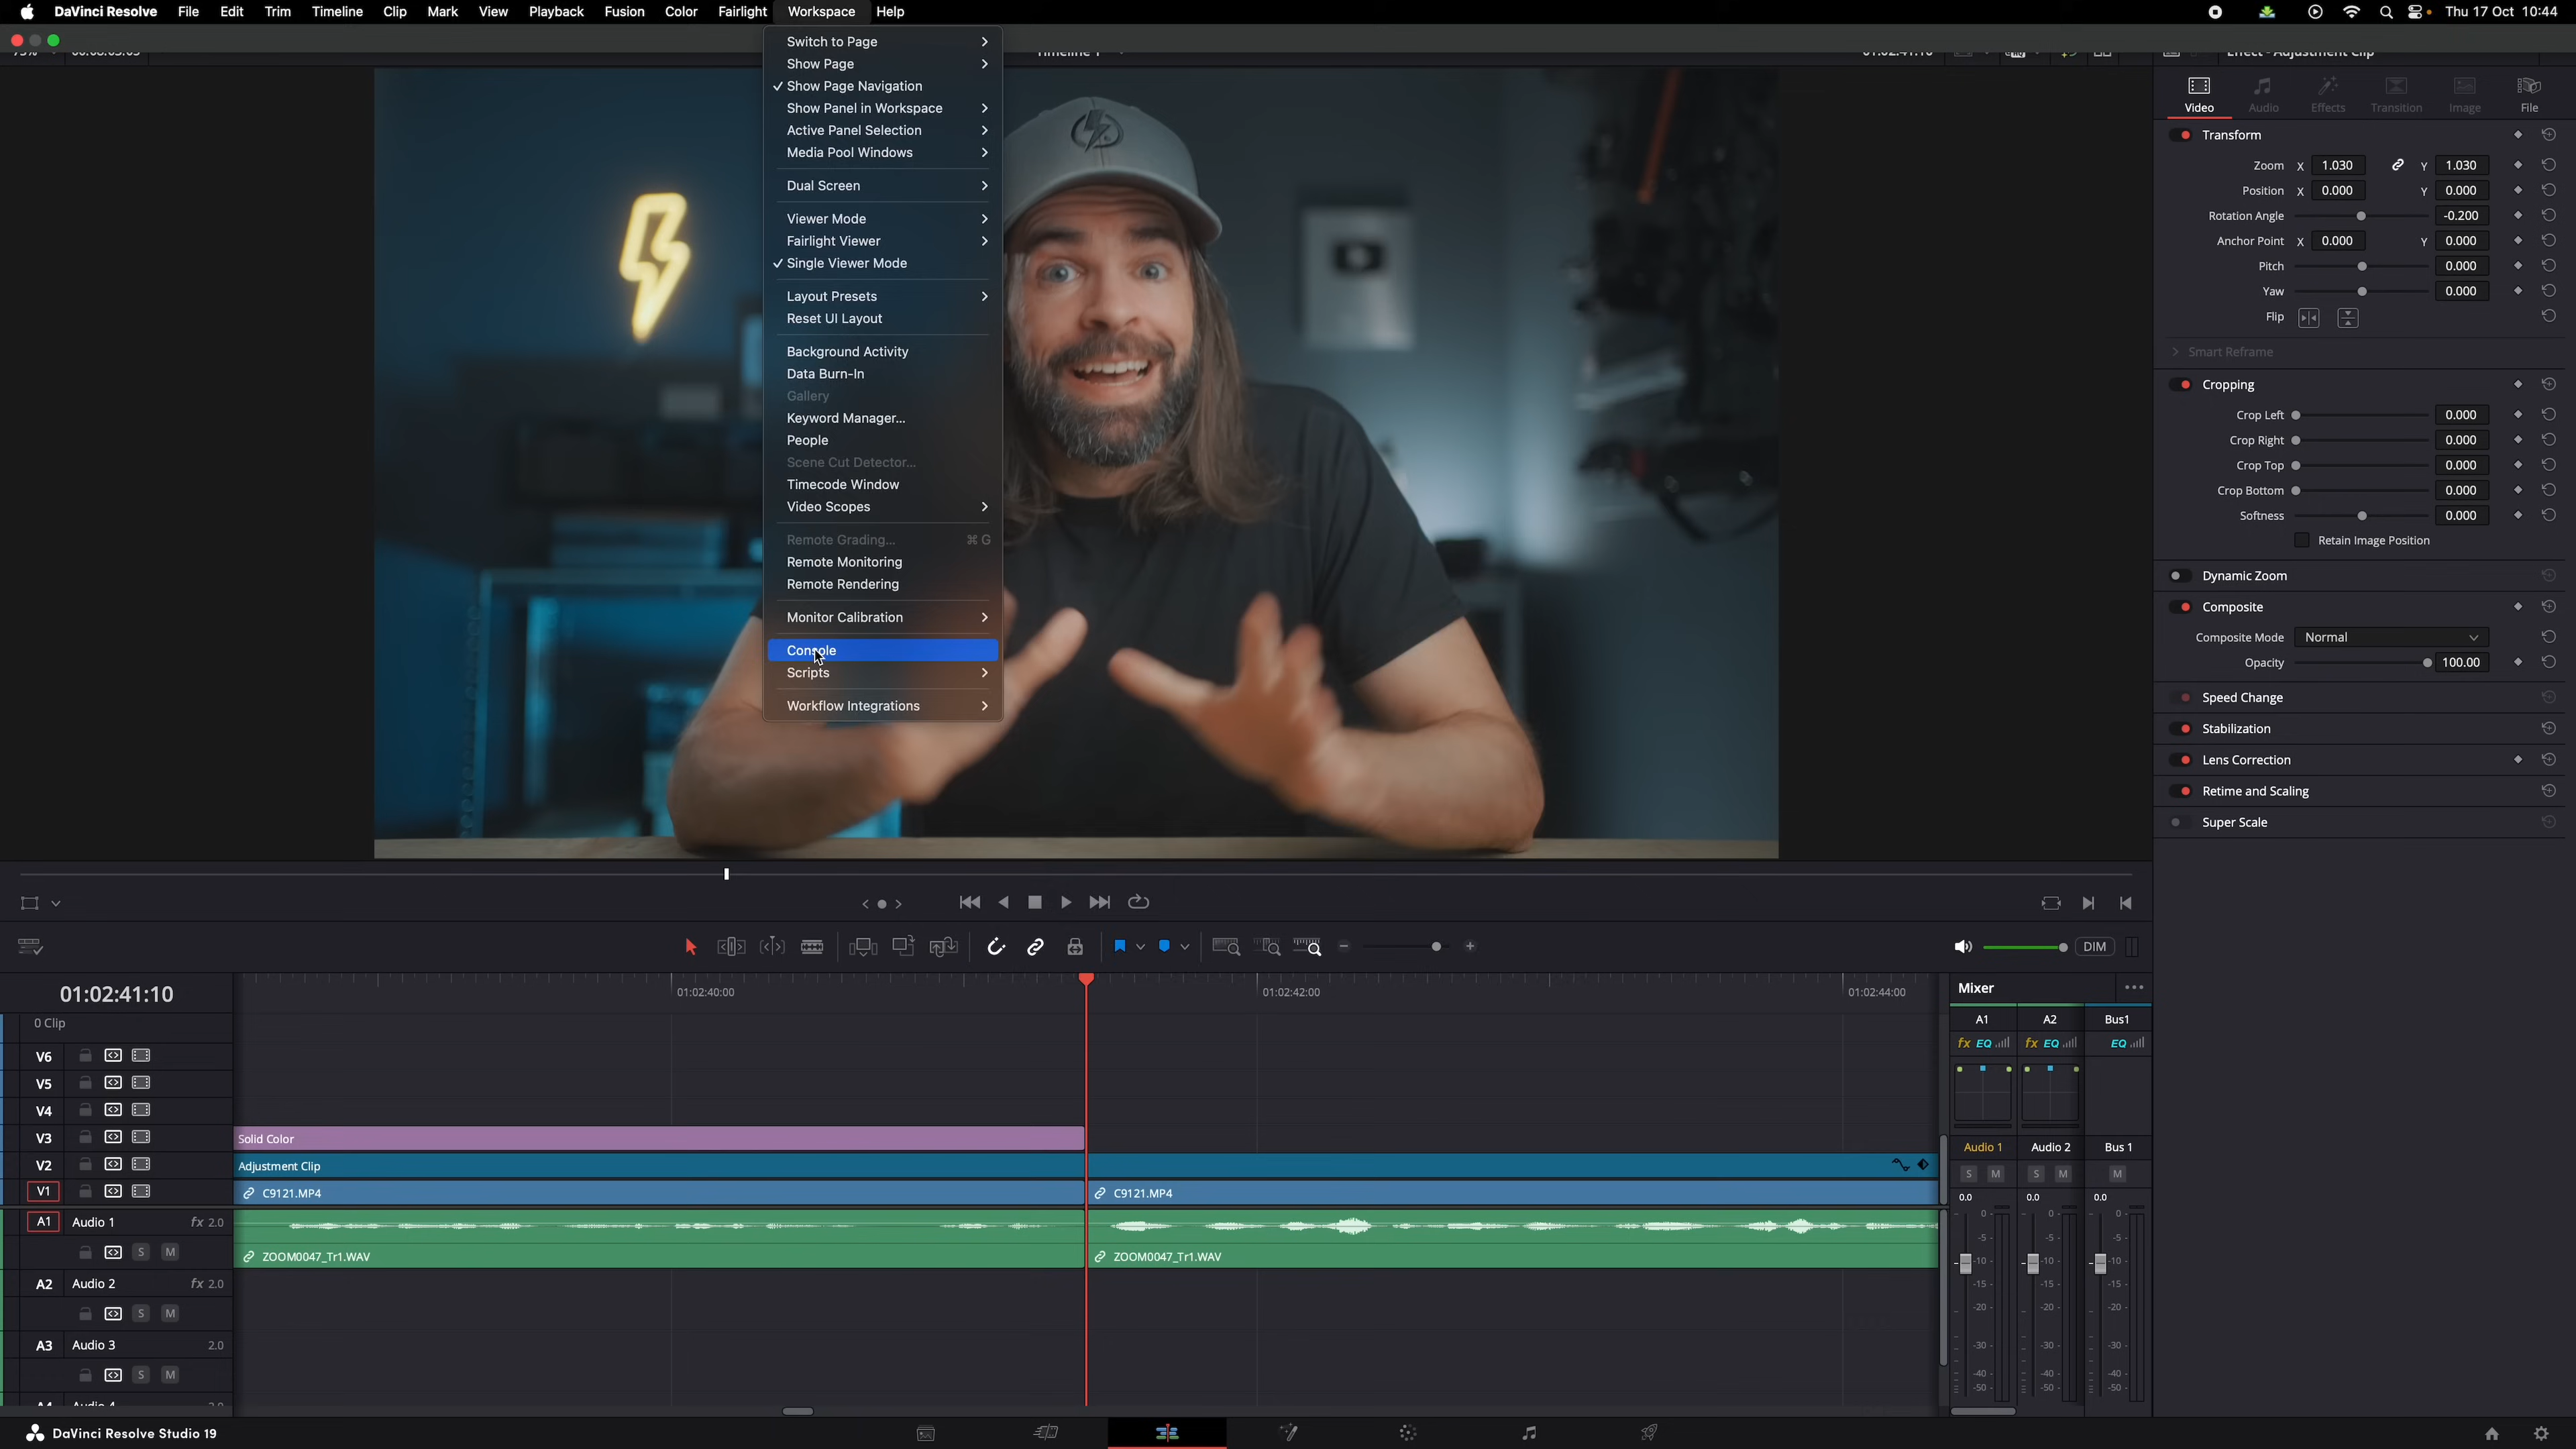 DaVinci Resolve File Edit Trim Timeline Clip Mark View Playback Fusion Color Fairlight Workspace Help Thu 17 Oct 10:44
Switch to Page
Show Page
Show Page Navigation
Show Panel in Workspace
Active Panel Selection
Media Pool Windows
Dual Screen
Viewer Mode
Fairlight Viewer
Single Viewer Mode
Layout Presets
Reset UI Layout
Background Activity
Data Burn-In
Gallery
Keyword Manager...
People
Scene Cut Detector...
Timecode Window
Video Scopes
Remote Grading... ⌘ G
Remote Monitoring
Remote Rendering
Monitor Calibration
Console
Scripts
Workflow Integrations
Effect - Adjustment Clip
Video Audio Effects Transition Image File
Transform
Zoom X 1.030 Y 1.030
Position X 0.000 Y 0.000
Rotation Angle -0.200
Anchor Point X 0.000 Y 0.000
Pitch 0.000
Yaw 0.000
Flip
Smart Reframe
Cropping
Crop Left 0.000
Crop Right 0.000
Crop Top 0.000
Crop Bottom 0.000
Softness 0.000
Retain Image Position
Dynamic Zoom
Composite
Composite Mode Normal
Opacity 100.00
Speed Change
Stabilization
Lens Correction
Retime and Scaling
Super Scale
DIM
01:02:41:10 01:02:40:00 01:02:42:00 01:02:44:00
0 Clip
V6
V5
V4
V3 Solid Color
V2 Adjustment Clip
V1 C9121.MP4 C9121.MP4
A1 Audio 1 fx 2.0
S M ZOOM0047_Tr1.WAV ZOOM0047_Tr1.WAV
A2 Audio 2 fx 2.0
S M
A3 Audio 3 2.0
S M
Mixer
A1 A2 Bus1
fx EQ fx EQ EQ
Audio 1 Audio 2 Bus 1
S M S M M
0.0 0.0 0.0
0 0 0
-5 -5 -5
-10 -10 -10
-15 -15 -15
-20 -20 -20
-30 -30 -30
-40 -40 -40
-50 -50 -50
DaVinci Resolve Studio 19